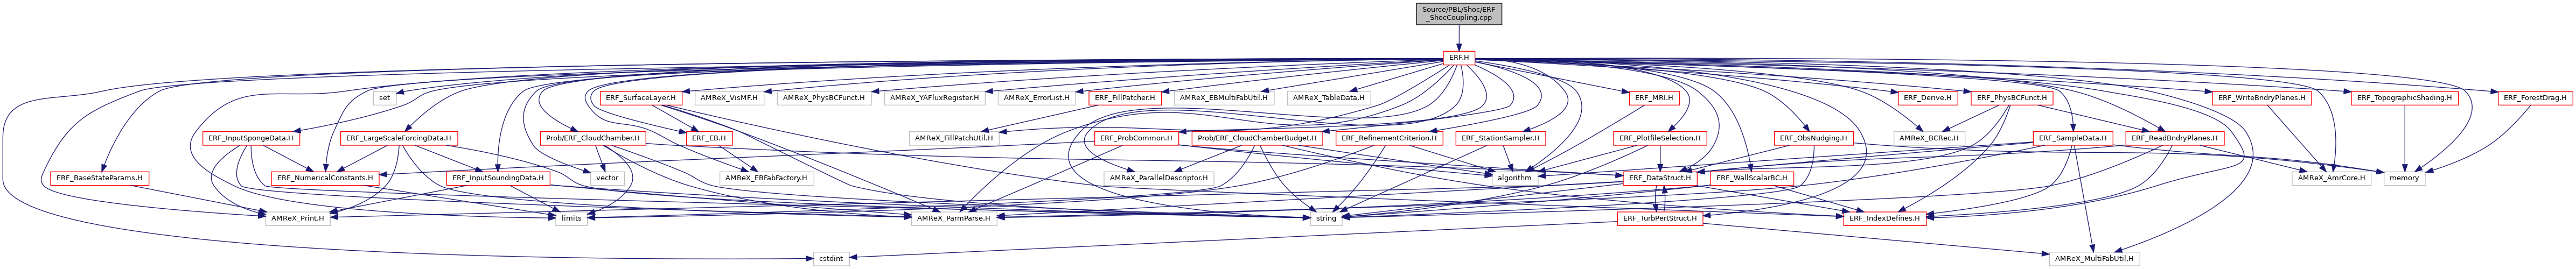 Source/PBL/Shoc/ERF
_ShocCoupling.cpp
ERF.H
set
ERF_SurfaceLayer.H
AMReX_VisMF.H
AMReX_PhysBCFunct.H
AMReX_YAFluxRegister.H
AMReX_ErrorList.H
ERF_FillPatcher.H
AMReX_EBMultiFabUtil.H
AMReX_TableData.H
ERF_MRI.H
ERF_Derive.H
ERF_PhysBCFunct.H
ERF_WriteBndryPlanes.H
ERF_TopographicShading.H
ERF_ForestDrag.H
ERF_InputSpongeData.H
ERF_LargeScaleForcingData.H
Prob/ERF_CloudChamber.H
ERF_EB.H
AMReX_FillPatchUtil.H
ERF_ProbCommon.H
Prob/ERF_CloudChamberBudget.H
ERF_RefinementCriterion.H
ERF_StationSampler.H
ERF_PlotfileSelection.H
ERF_ObsNudging.H
AMReX_BCRec.H
ERF_SampleData.H
ERF_ReadBndryPlanes.H
ERF_BaseStateParams.H
ERF_NumericalConstants.H
ERF_InputSoundingData.H
vector
AMReX_EBFabFactory.H
AMReX_ParallelDescriptor.H
algorithm
ERF_DataStruct.H
ERF_WallScalarBC.H
AMReX_AmrCore.H
memory
AMReX_Print.H
limits
string
AMReX_ParmParse.H
ERF_TurbPertStruct.H
ERF_IndexDefines.H
cstdint
AMReX_MultiFabUtil.H